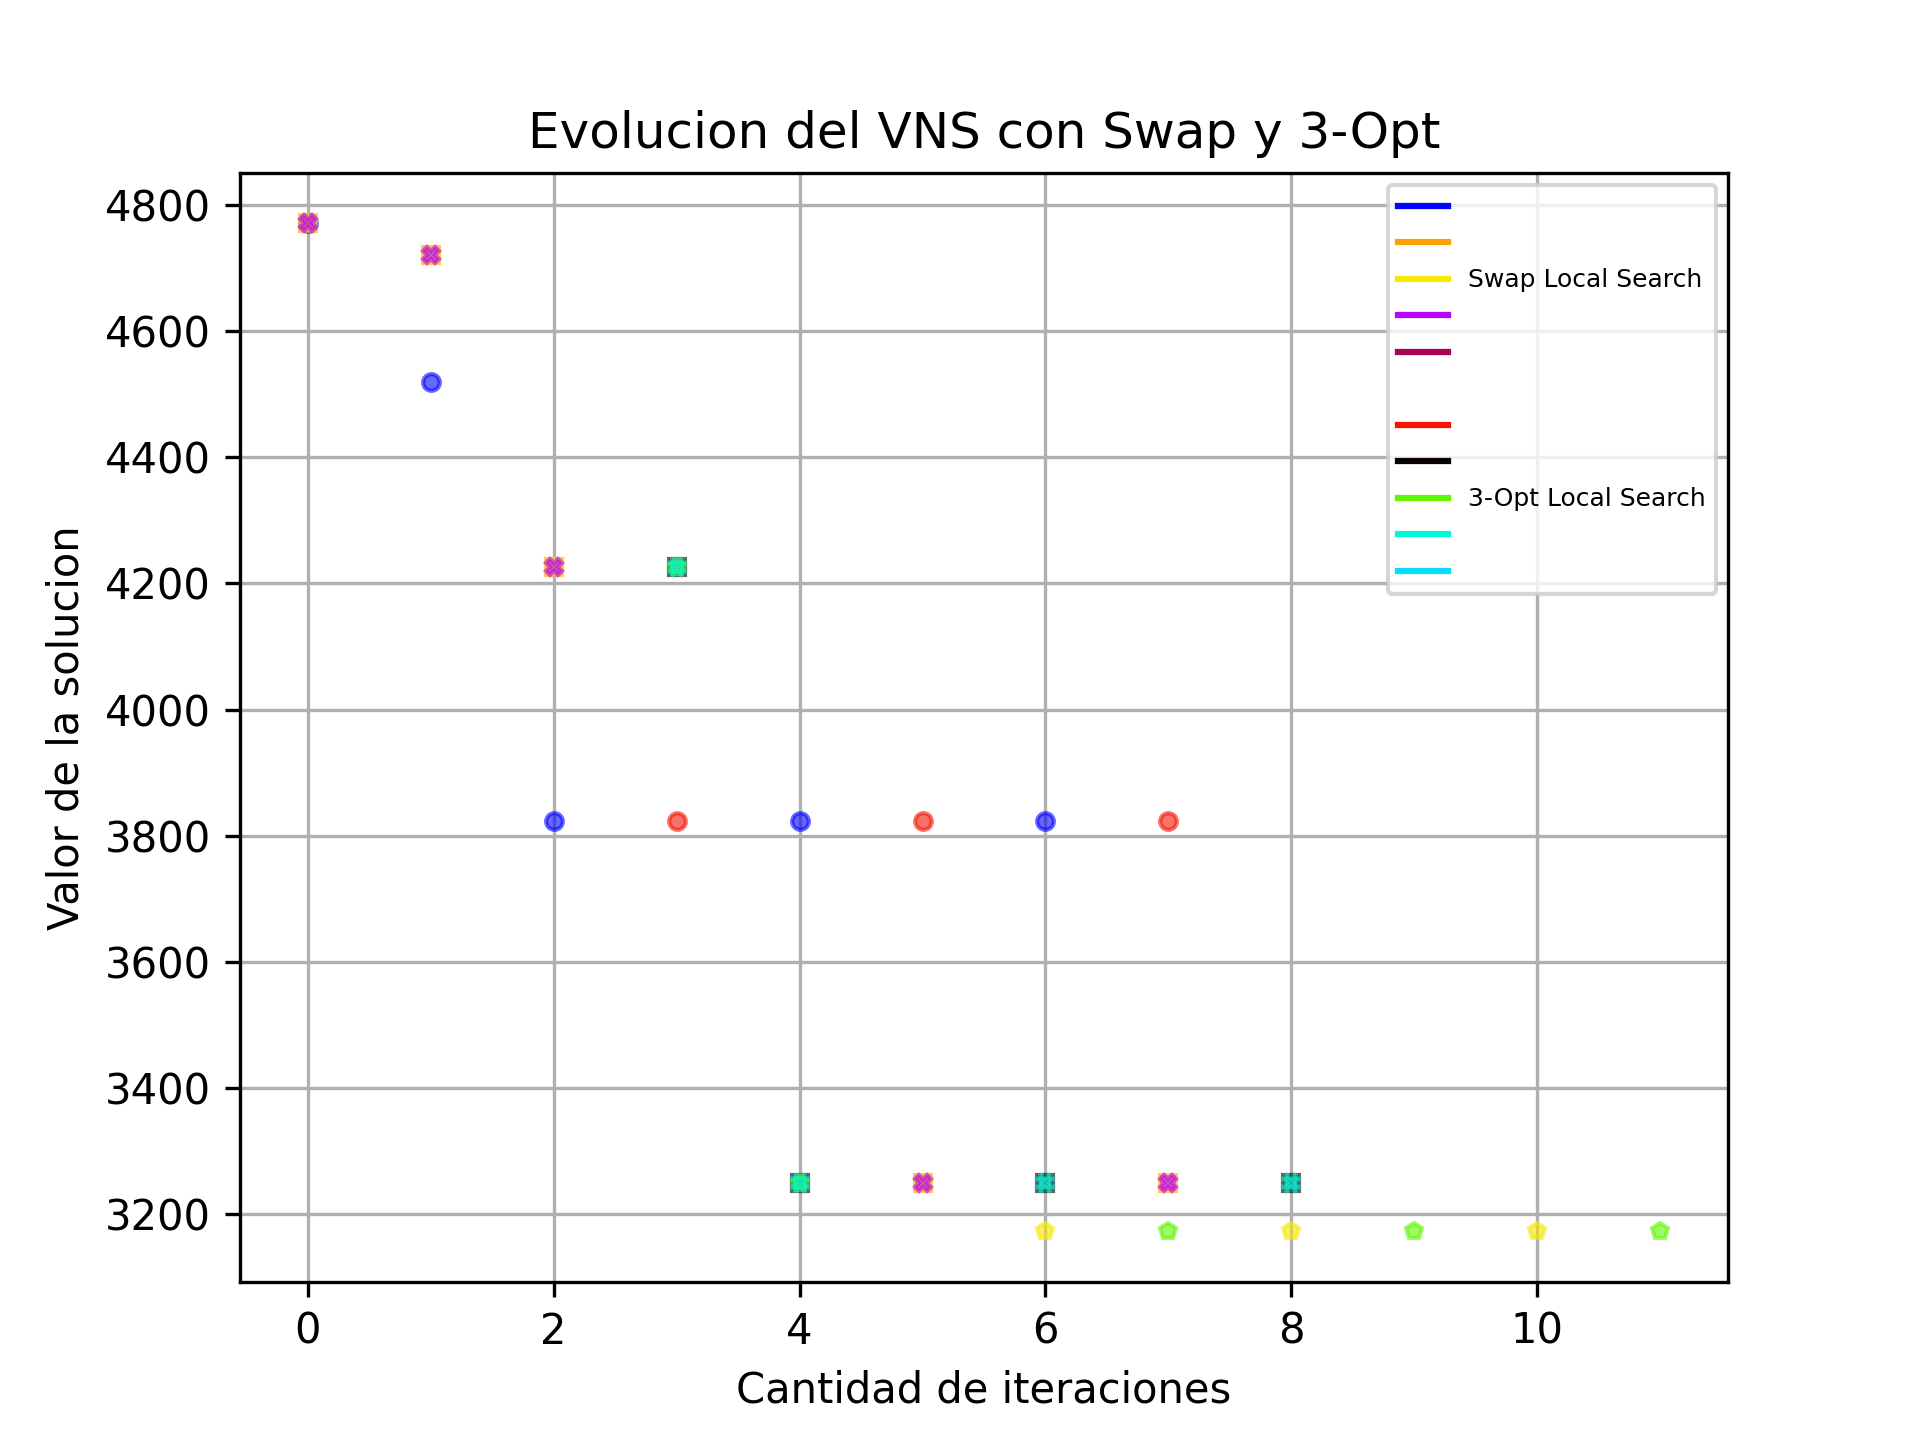 Evolucion del VNS con Swap y 3-Opt
4800
4600
4400
4200
4000
3800
3600
3400
3200
Valor de la solucion
Swap Local Search
3-Opt Local Search
0 2 4 6 8 10
Cantidad de iteraciones